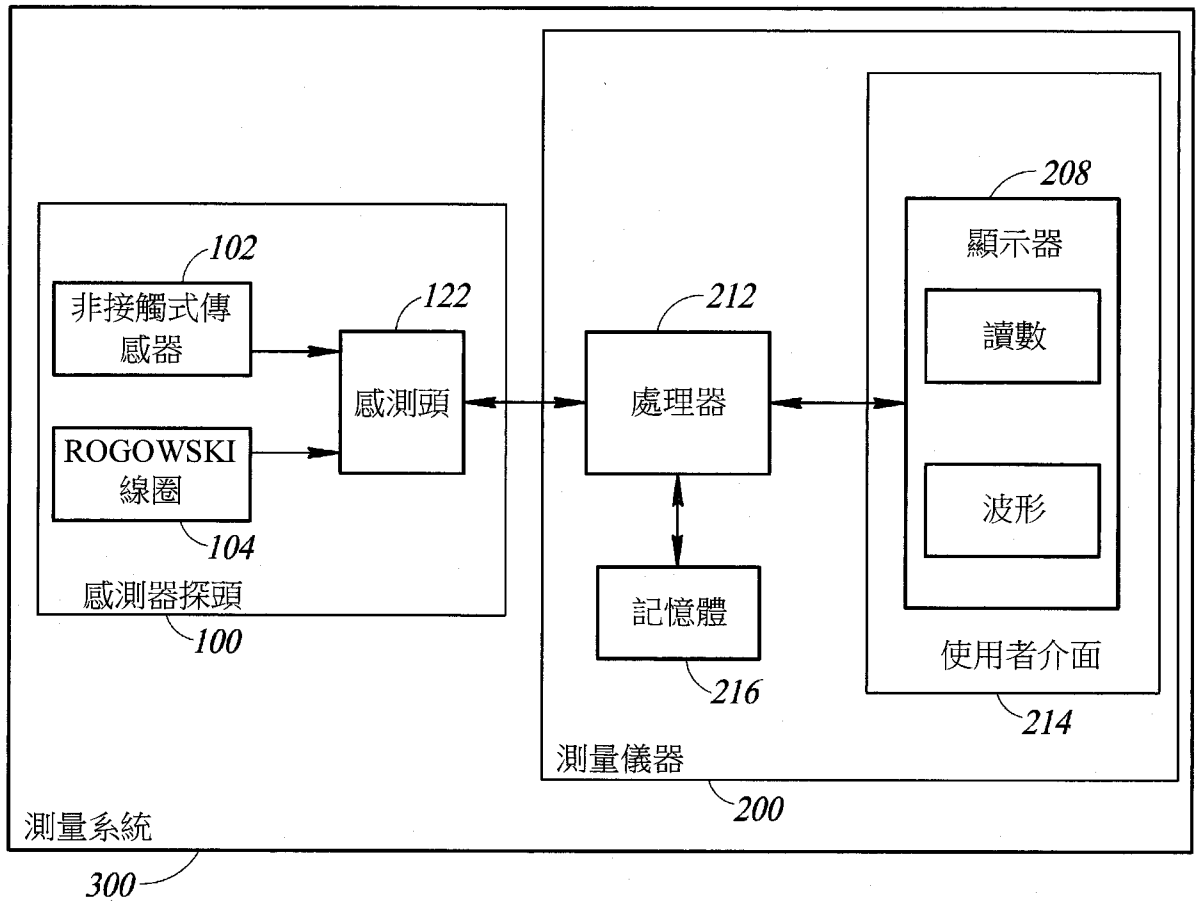 208
顯示器
102
非接觸式傳
感器
122
212
讀數
感測頭
處理器
ROGOWSKI
線圈
波形
104
感測器探頭
100
記憶體
216
使用者介面
214
測量儀器
200
測量系統
300